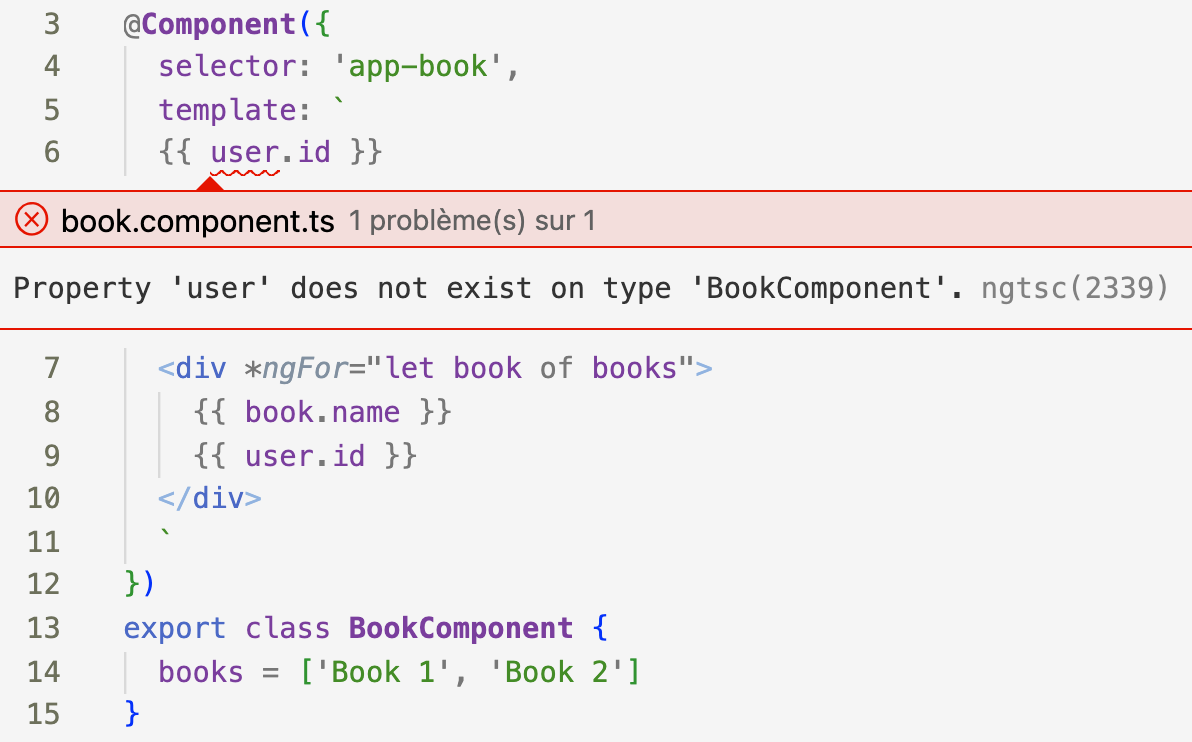 3 @Component({
4 selector: 'app-book',
5 template: `
6 {{ user.id }}
book.component.ts 1 problème(s) sur 1
Property 'user' does not exist on type 'BookComponent'. ngtsc(2339)
7 <div *ngFor="let book of books">
8 {{ book.name }}
9 {{ user.id }}
10 </div>
11 `
12 })
13 export class BookComponent {
14 books = ['Book 1', 'Book 2']
15 }